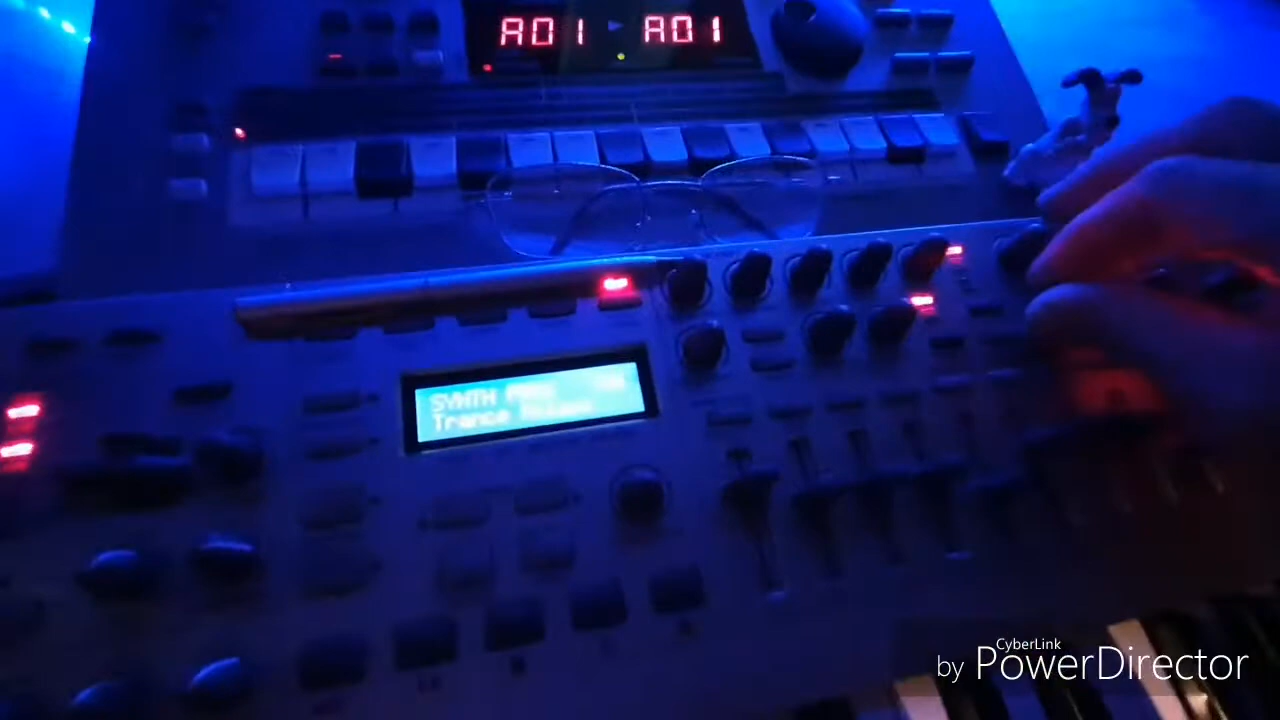 A01 ▶ A01
SYNTH
Trance
CyberLink
by PowerDirector